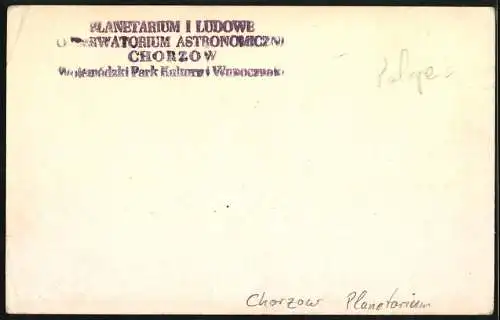 PLANETARIUM I LUDOWE
OBSERWATORIUM ASTRONOMICZNE
CHORZOW
Wojewódzki Park Kultury i Wypoczynku
Chorzow Planetarium